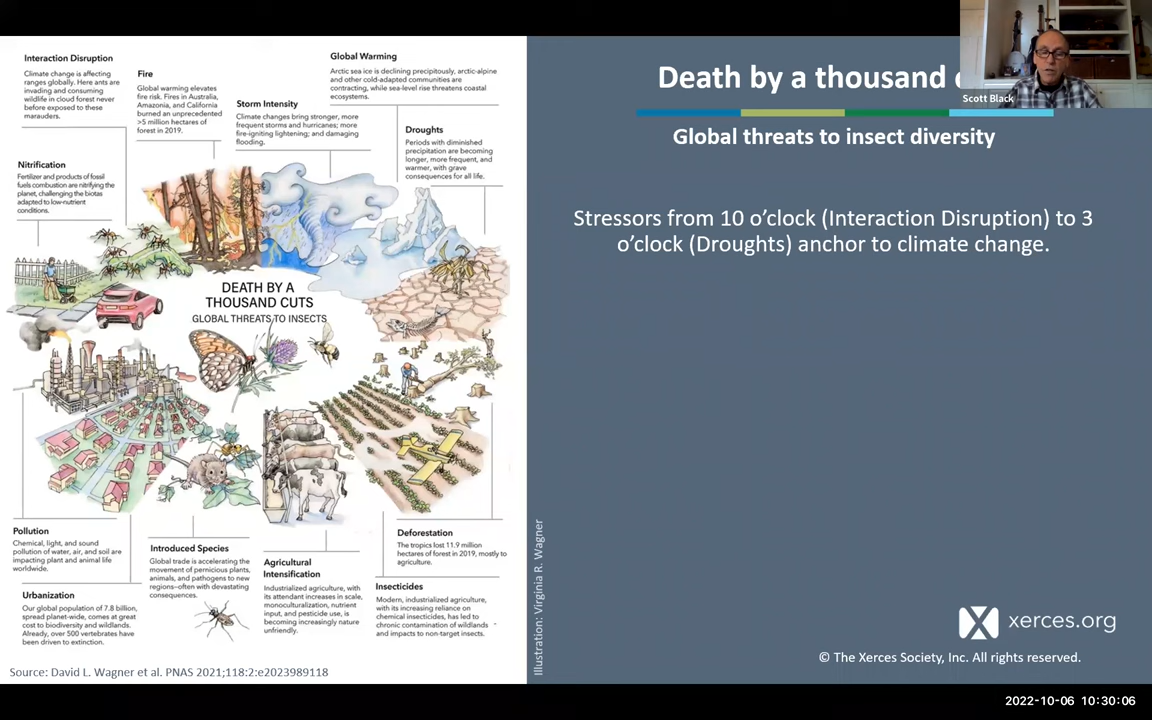 Interaction Disruption
Climate change is affecting
ranges globally. Here ants are
invading and consuming
wildlife in cloud forest never
before exposed to these
marauders.
Fire
Global warming elevates
fire risk. Fires in Australia,
Amazonia, and California
burned an unprecedented
>5 million hectares of
forest in 2019.
Storm Intensity
Climate changes bring stronger, more
frequent storms and hurricanes; more
fire-igniting lightening; and damaging
flooding.
Global Warming
Arctic sea ice is declining precipitously, arctic-alpine
and other cold-adapted communities are
contracting, while sea-level rise threatens coastal
ecosystems.
Droughts
Periods with diminished
precipitation are becoming
longer, more frequent, and
warmer, with grave
consequences for all life.
Nitrification
Fertilizer and products of fossil
fuels combustion are nitrifying the
planet, challenging the biotas
adapted to low-nutrient
conditions.
DEATH BY A
THOUSAND CUTS
GLOBAL THREATS TO INSECTS
Pollution
Chemical, light, and sound
pollution of water, air, and soil are
impacting plant and animal life
worldwide.
Urbanization
Our global population of 7.8 billion,
spread planet-wide, comes at great
cost to biodiversity and wildlands.
Already, over 500 vertebrates have
been driven to extinction.
Introduced Species
Global trade is accelerating the
movement of pernicious plants,
animals, and pathogens to new
regions–often with devastating
consequences.
Agricultural
Intensification
Industrialized agriculture, with
its attendant increases in scale,
monoculturalization, nutrient
input, and pesticide use, is
becoming increasingly nature
unfriendly.
Deforestation
The tropics lost 11.9 million
hectares of forest in 2019, mostly to
agriculture.
Insecticides
Modern, industrialized agriculture,
with its increasing reliance on
chemical insecticides, has led to
chronic contamination of wildlands
and impacts to non-target insects.
Source: David L. Wagner et al. PNAS 2021;118:2:e2023989118
Illustration: Virginia R. Wagner
Death by a thousand
Scott Black
Global threats to insect diversity
Stressors from 10 o’clock (Interaction Disruption) to 3
o’clock (Droughts) anchor to climate change.
xerces.org
© The Xerces Society, Inc. All rights reserved.
2022-10-06 10:30:06